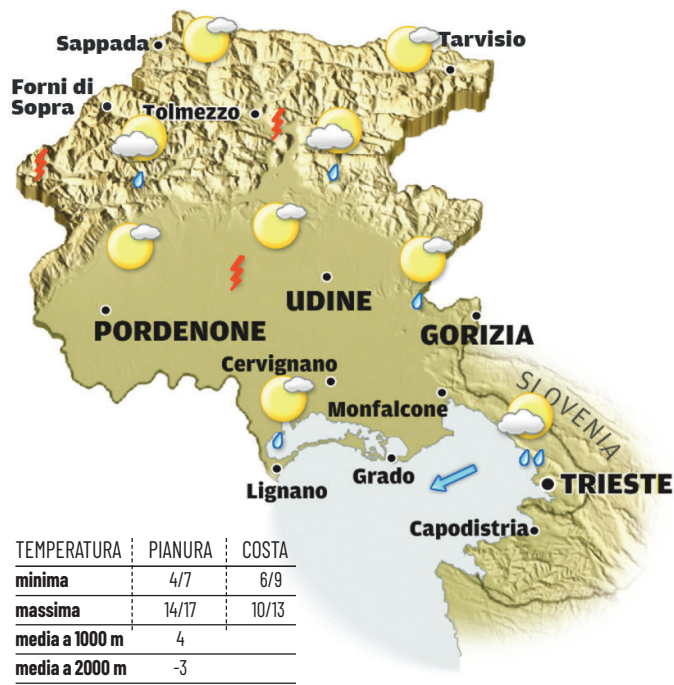 Sappada
Tarvisio
Forni di
Sopra
Tolmezzo
UDINE
PORDENONE
GORIZIA
Cervignano
SLOVENIA
Monfalcone
Grado
Lignano
TRIESTE
Capodistria
TEMPERATURA PIANURA COSTA
minima 4/7 6/9
massima 14/17 10/13
media a 1000 m 4
media a 2000 m -3